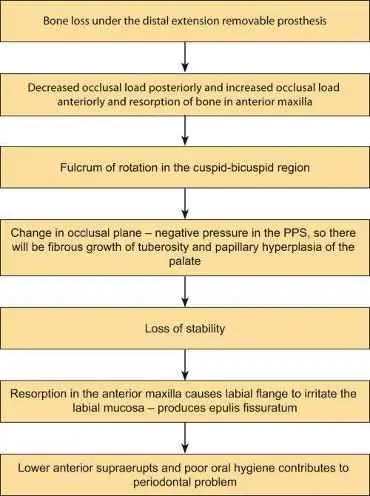 Bone loss under the distal extension removable prosthesis
Decreased occlusal load posteriorly and increased occlusal load
anteriorly and resorption of bone in anterior maxilla
Fulcrum of rotation in the cuspid-bicuspid region
Change in occlusal plane – negative pressure in the PPS, so there
will be fibrous growth of tuberosity and papillary hyperplasia of the
palate
Loss of stability
Resorption in the anterior maxilla causes labial flange to irritate the
labial mucosa – produces epulis fissuratum
Lower anterior supraerupts and poor oral hygiene contributes to
periodontal problem